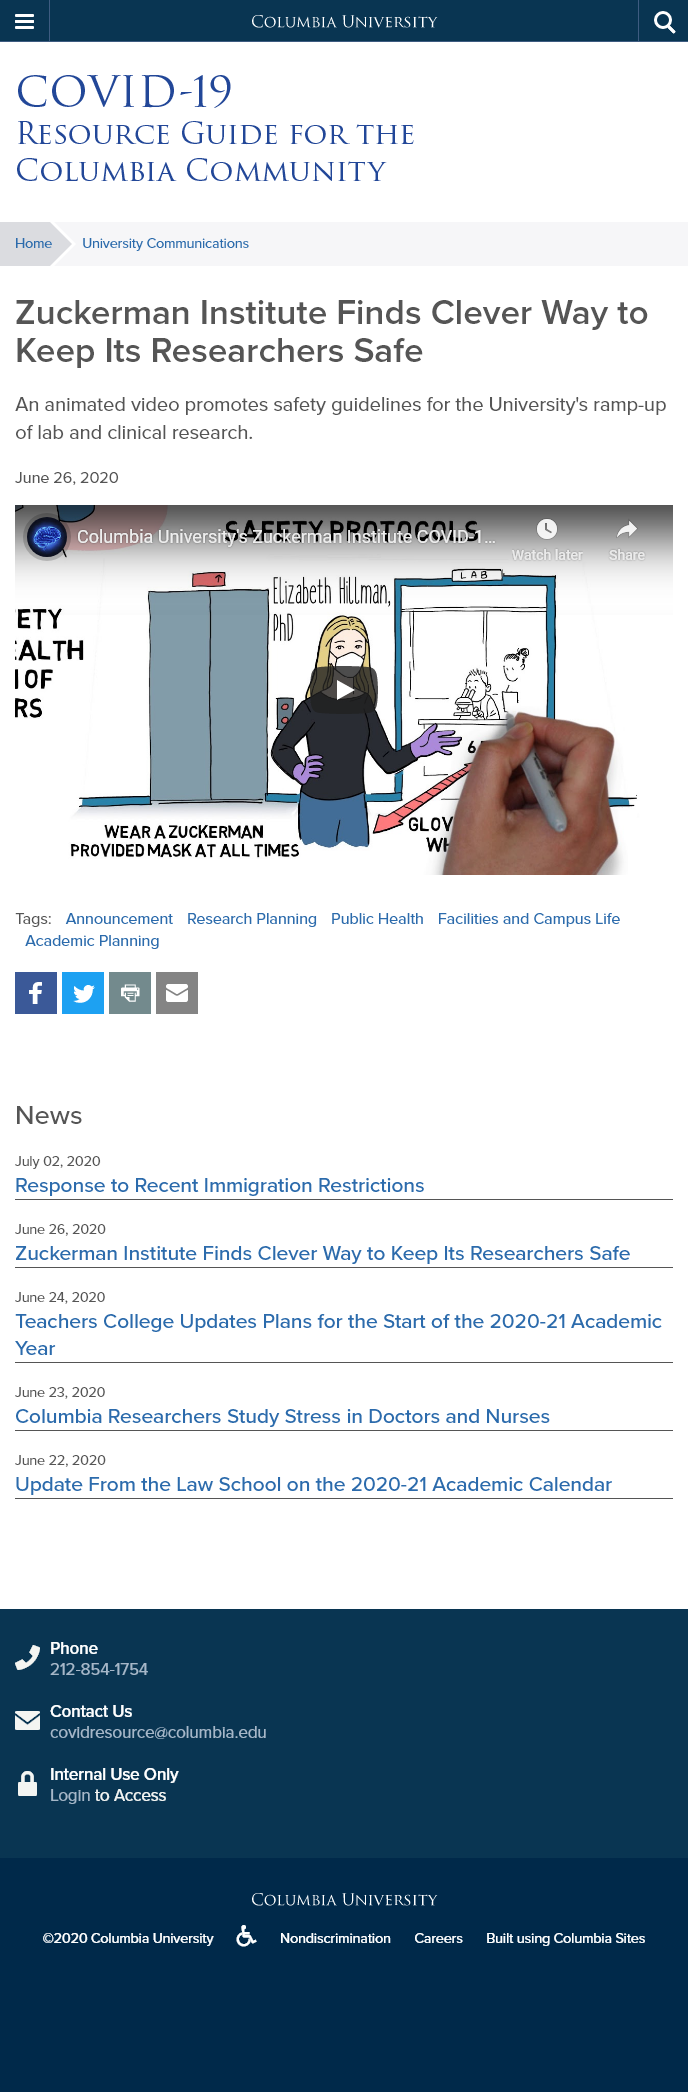 Columbia University
COVID-19
Resource Guide for the
Columbia Community
Home
University Communications
Zuckerman Institute Finds Clever Way to
Keep Its Researchers Safe
An animated video promotes safety guidelines for the University's ramp-up
of lab and clinical research.
June 26, 2020
SAFETY PROTOCOLS
Columbia University's Zuckerman Institute COVID-1...
Watch later
Share
LAB
Elizabeth Hillman,
PhD
ETY
EALTH
N OF
RS
6
WEAR A ZUCKERMAN
PROVIDED MASK AT ALL TIMES
GLOV
WH
Tags: Announcement Research Planning Public Health Facilities and Campus Life
Academic Planning
News
July 02, 2020
Response to Recent Immigration Restrictions
June 26, 2020
Zuckerman Institute Finds Clever Way to Keep Its Researchers Safe
June 24, 2020
Teachers College Updates Plans for the Start of the 2020-21 Academic
Year
June 23, 2020
Columbia Researchers Study Stress in Doctors and Nurses
June 22, 2020
Update From the Law School on the 2020-21 Academic Calendar
Phone
212-854-1754
Contact Us
covidresource@columbia.edu
Internal Use Only
Login to Access
Columbia University
©2020 Columbia University
Nondiscrimination
Careers
Built using Columbia Sites